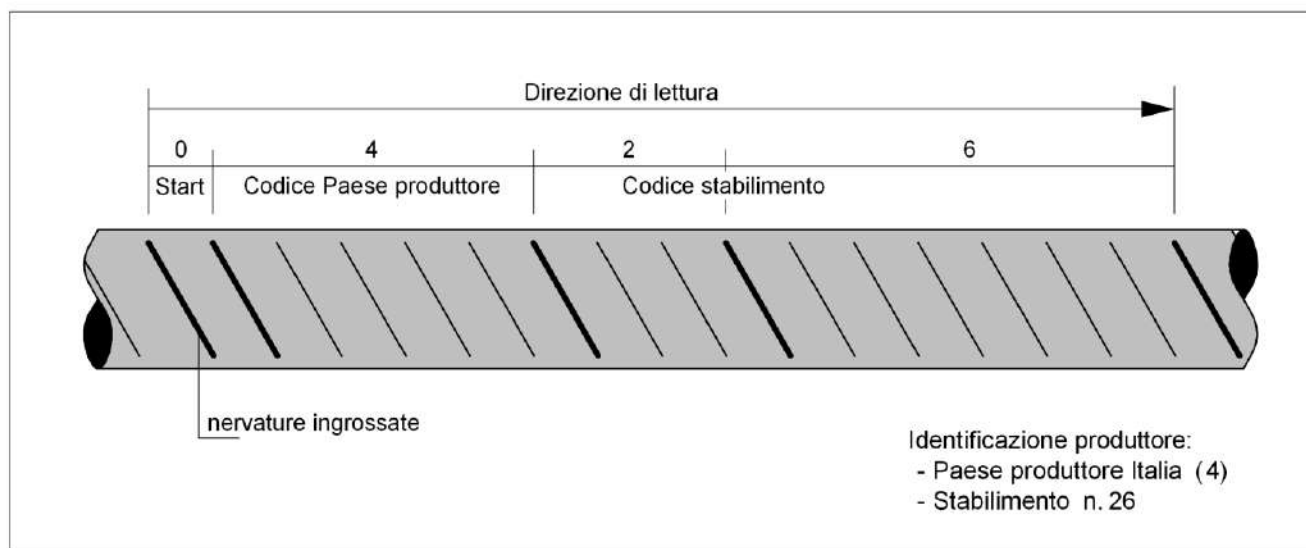 Direzione di lettura
0 4 2 6
Start Codice Paese produttore Codice stabilimento
nervature ingrossate
Identificazione produttore:
- Paese produttore Italia (4)
- Stabilimento n. 26